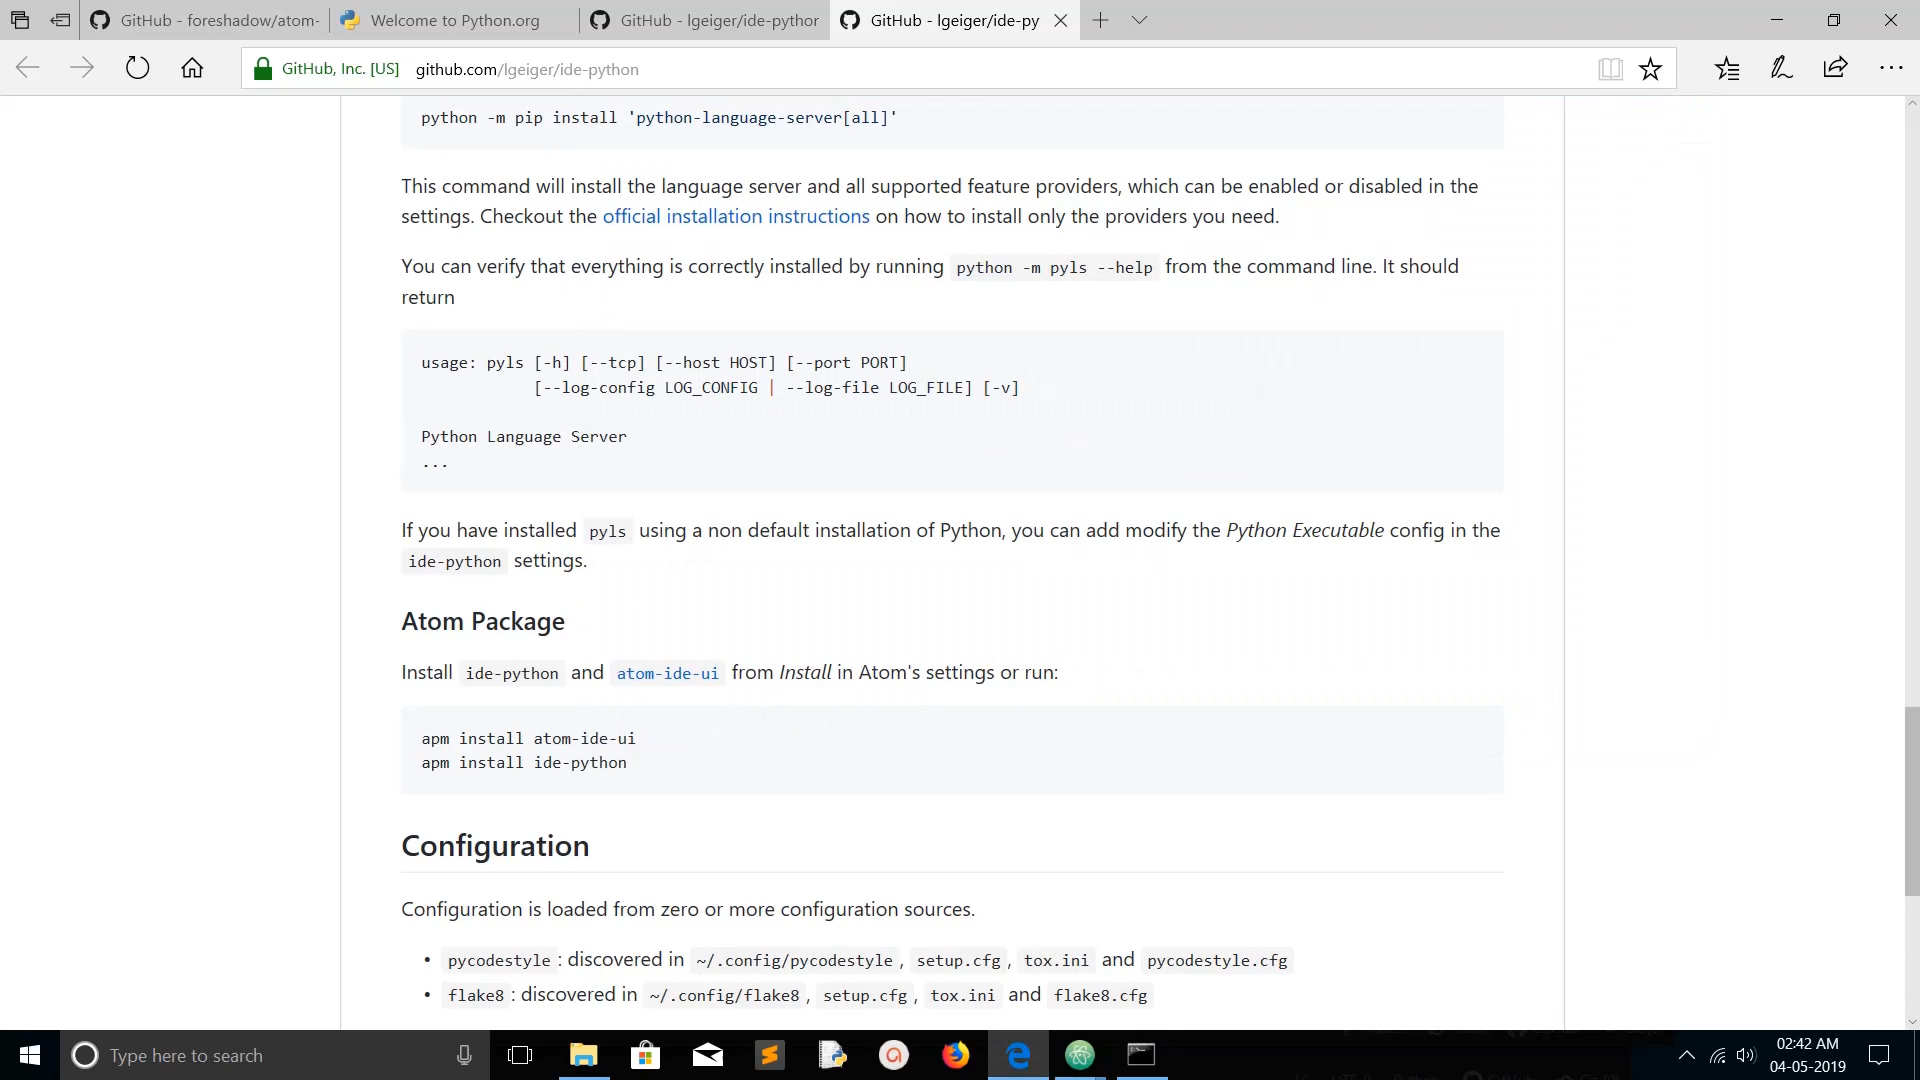 GitHub - foreshadow/atom-
Welcome to Python.org
GitHub - lgeiger/ide-python
GitHub - lgeiger/ide-py
GitHub, Inc. [US] github.com/lgeiger/ide-python
python -m pip install 'python-language-server[all]'
This command will install the language server and all supported feature providers, which can be enabled or disabled in the
settings. Checkout the official installation instructions on how to install only the providers you need.
You can verify that everything is correctly installed by running python -m pyls --help from the command line. It should
return
usage: pyls [-h] [--tcp] [--host HOST] [--port PORT]
[--log-config LOG_CONFIG | --log-file LOG_FILE] [-v]
Python Language Server
...
If you have installed pyls using a non default installation of Python, you can add modify the Python Executable config in the
ide-python settings.
Atom Package
Install ide-python and atom-ide-ui from Install in Atom's settings or run:
apm install atom-ide-ui
apm install ide-python
Configuration
Configuration is loaded from zero or more configuration sources.
• pycodestyle : discovered in ~/.config/pycodestyle , setup.cfg , tox.ini and pycodestyle.cfg
• flake8 : discovered in ~/.config/flake8 , setup.cfg , tox.ini and flake8.cfg
Type here to search
02:42 AM
04-05-2019